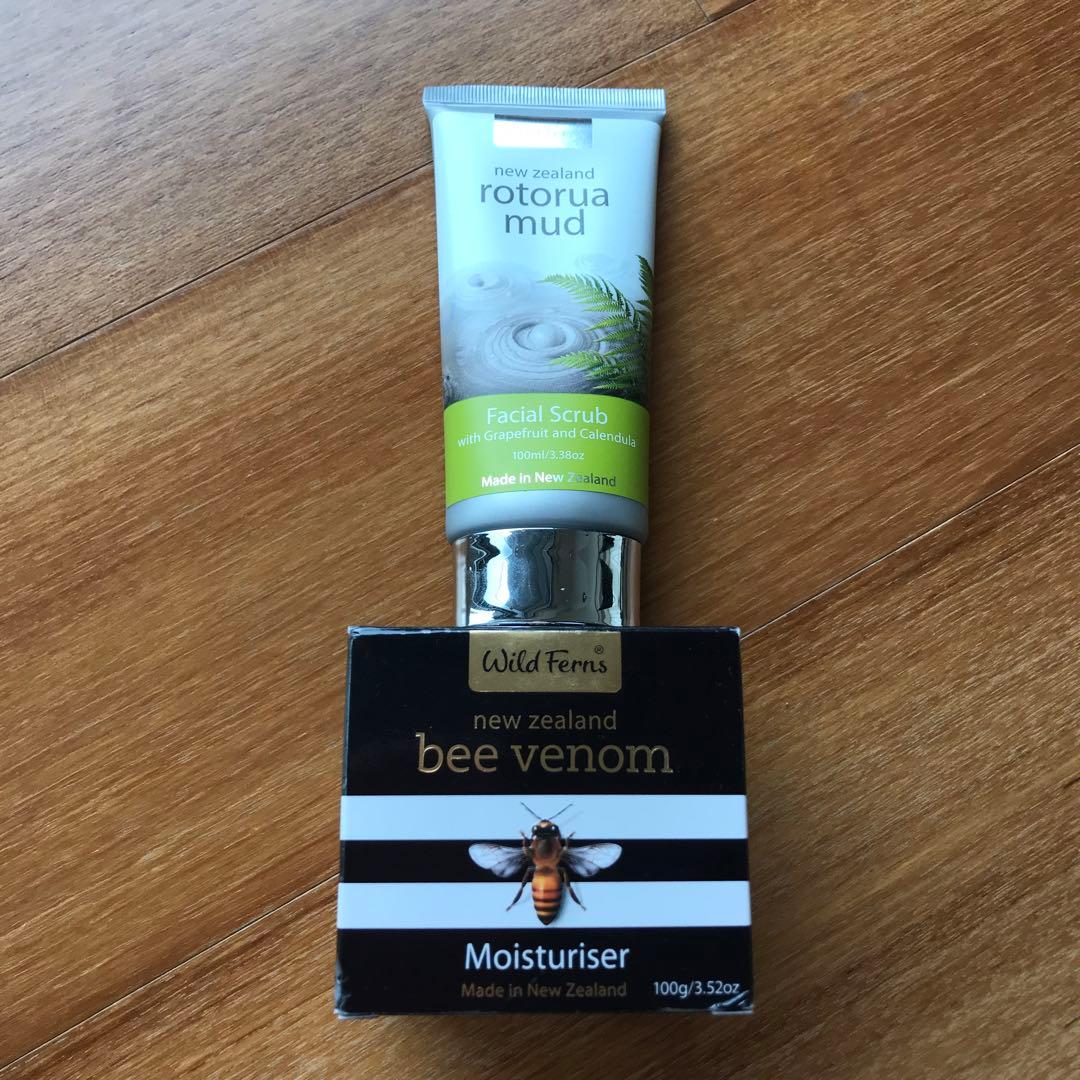 new zealand
rotorua
mud
Facial Scrub
with Grapefruit and Calendula
100ml/3.38oz
Made in New Zealand
Wild Ferns®
new zealand
bee venom
Moisturiser
Made in New Zealand
100g/3.52oz